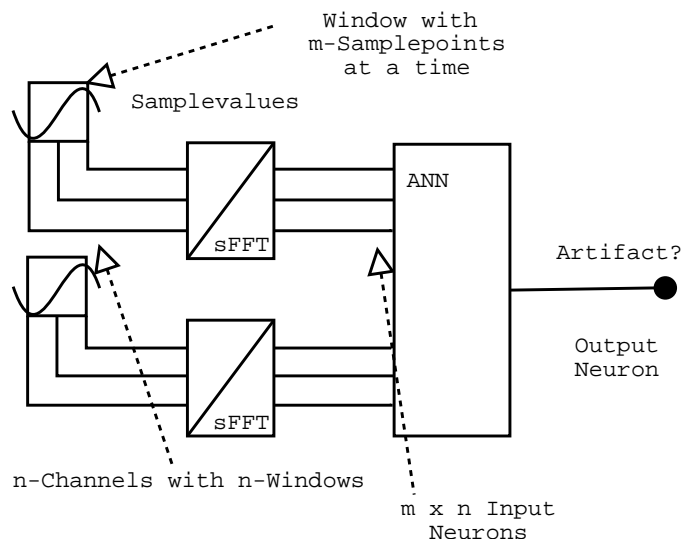 Window with
m-Samplepoints
at a time
Samplevalues
ANN
sFFT
Artifact?
Output
Neuron
sFFT
n-Channels with n-Windows
m x n Input
Neurons